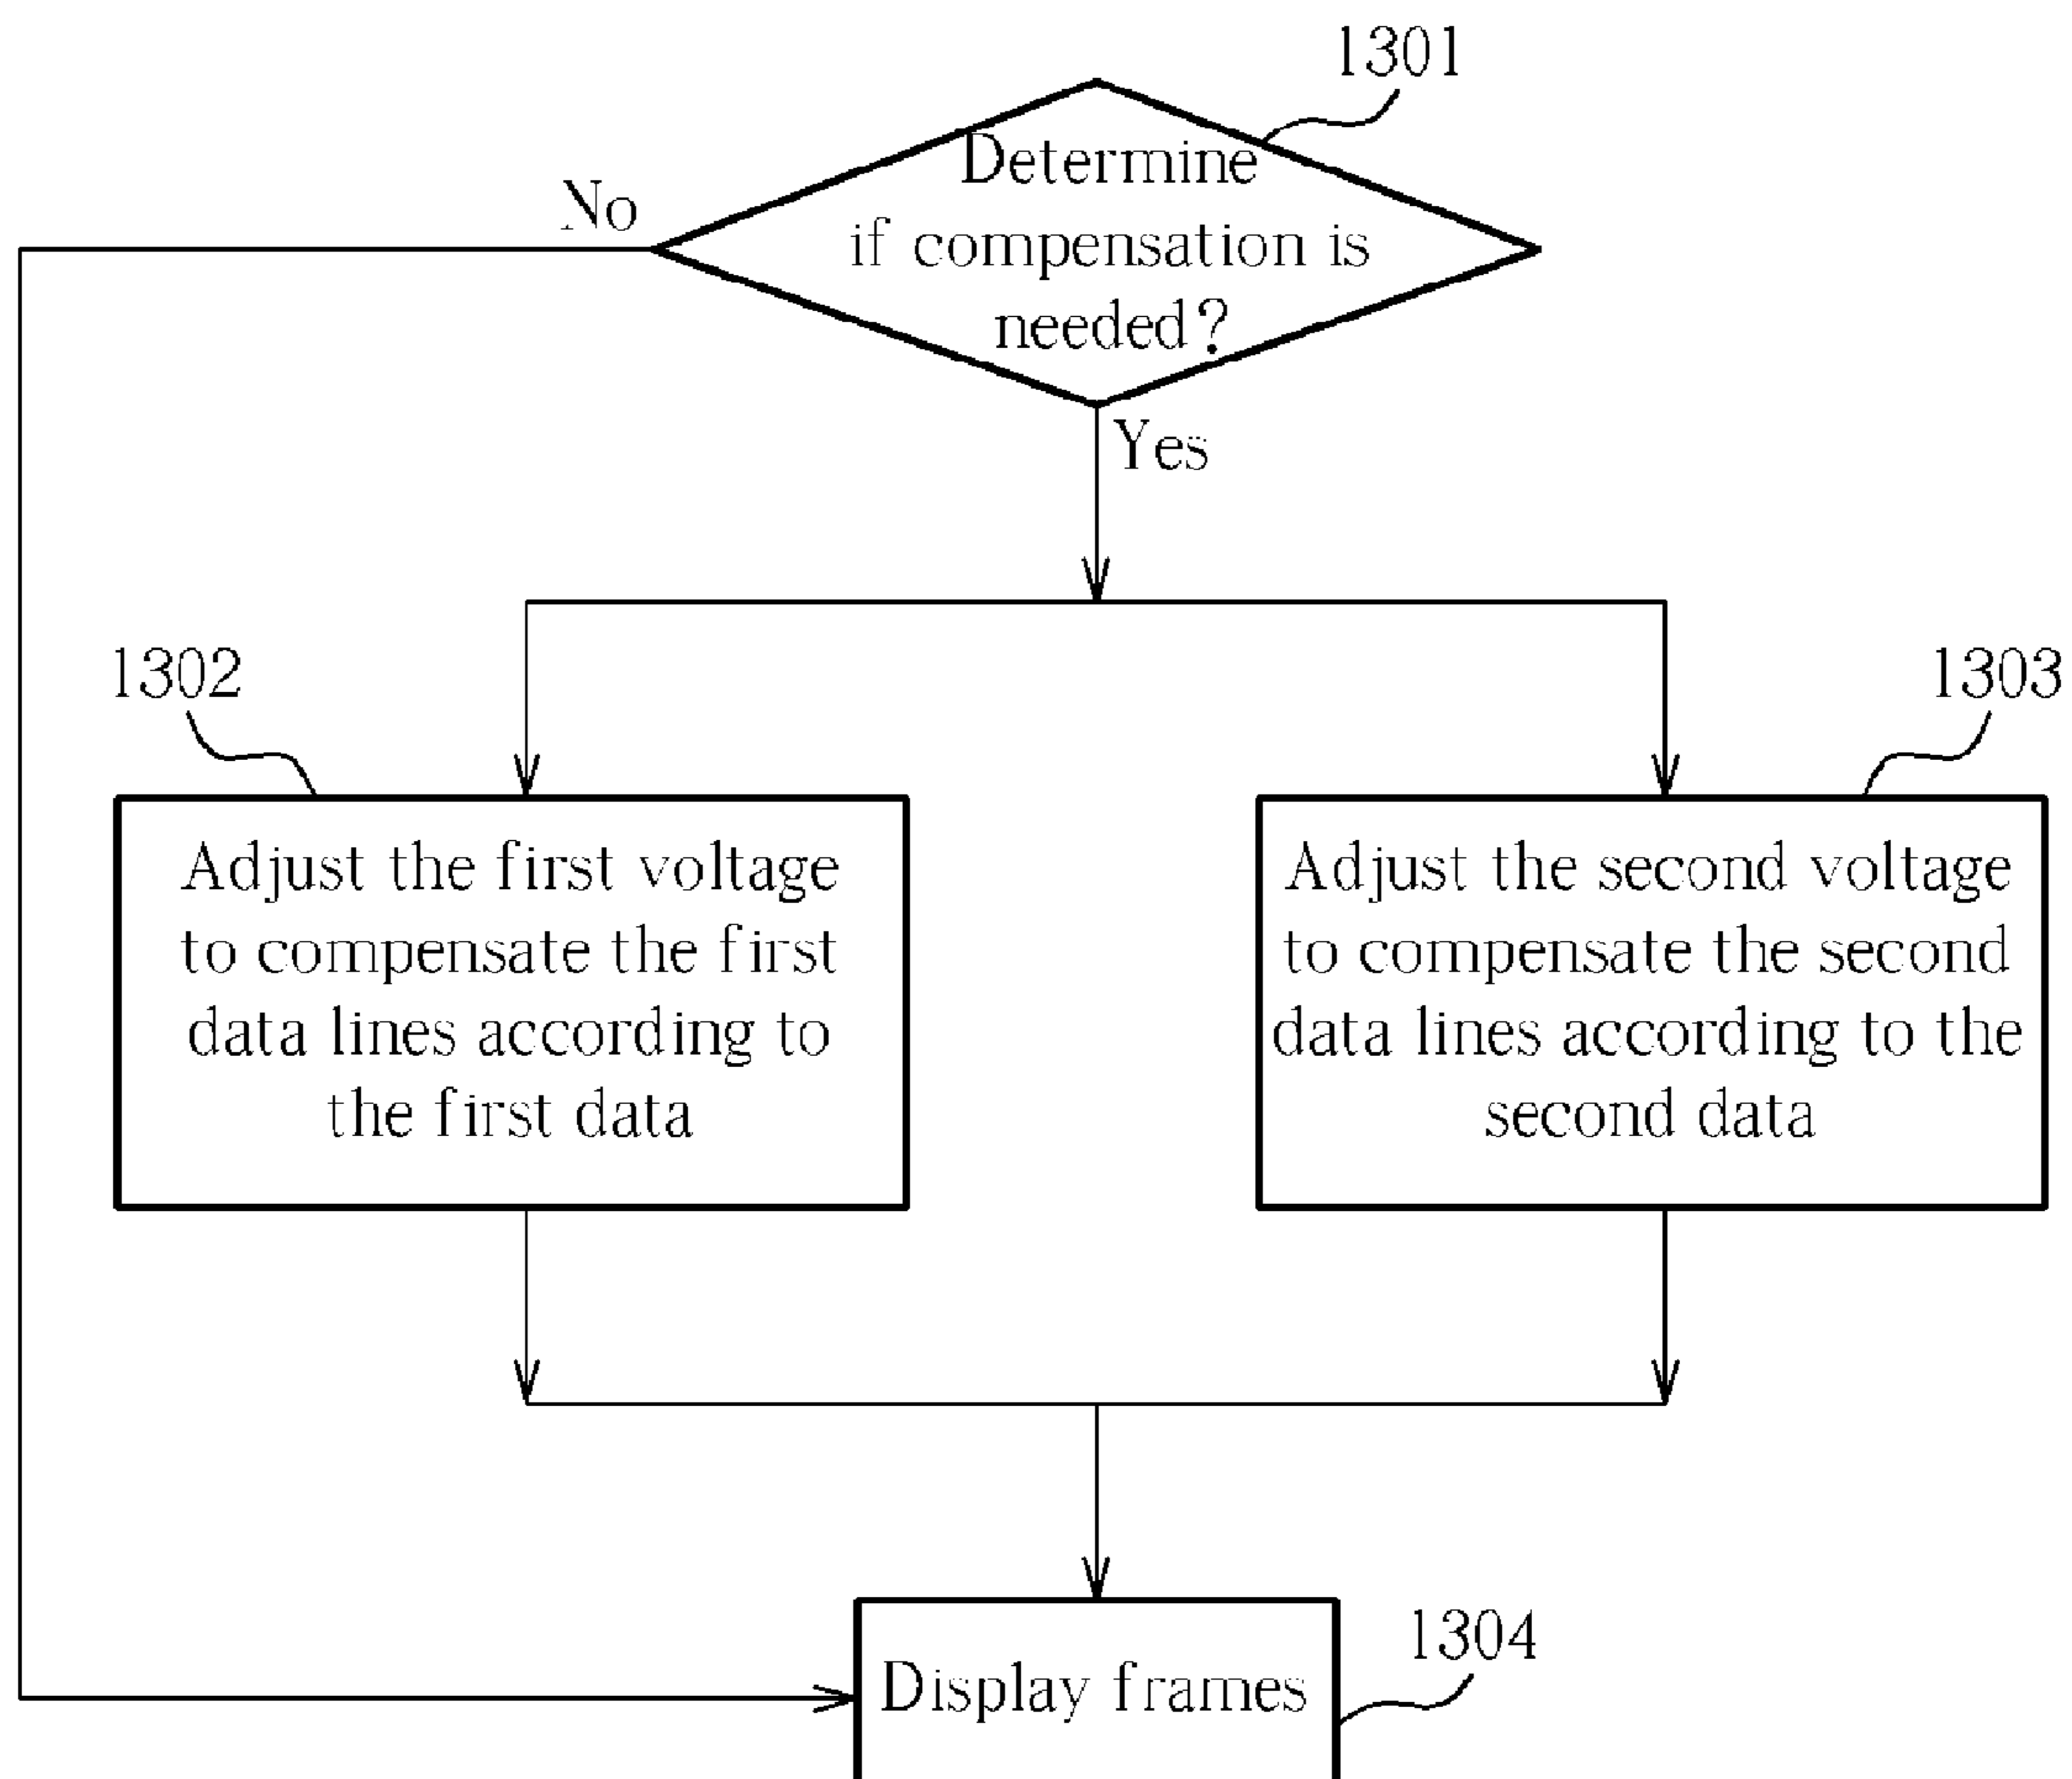 1301
Determine
if compensation is
needed?
No
Yes
1302
1303
Adjust the first voltage
to compensate the first
data lines according to
the first data
Adjust the second voltage
to compensate the second
data lines according to the
second data
1304
Display frames